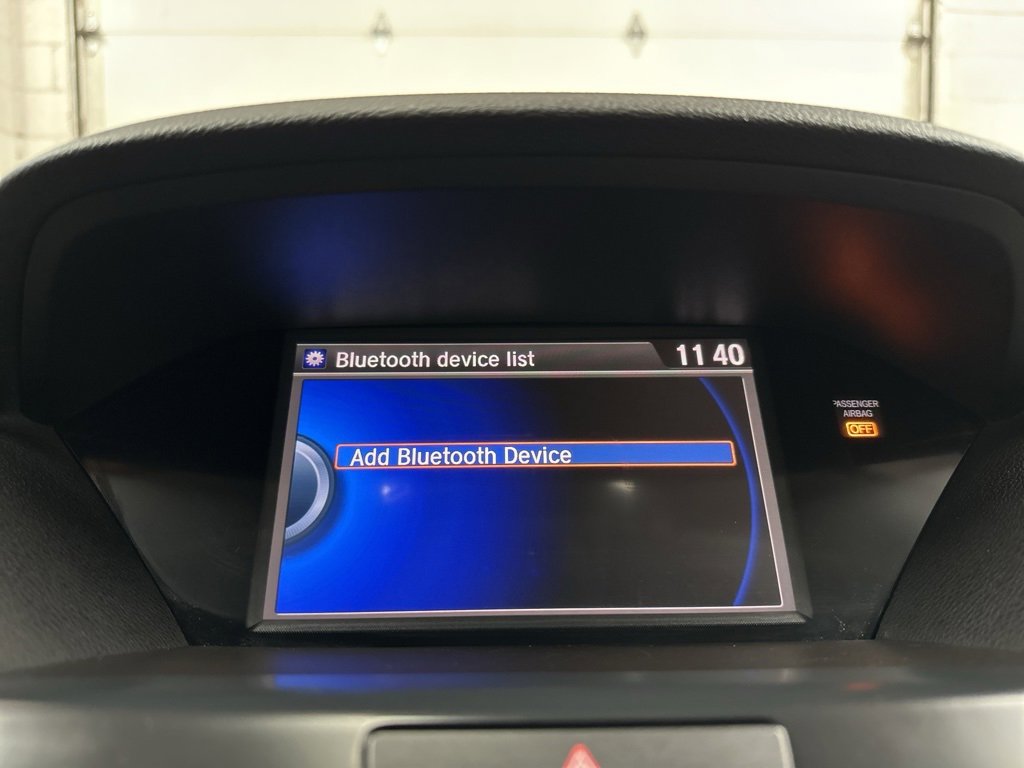 Bluetooth device list
11 40
Add Bluetooth Device
PASSENGER
AIRBAG
OFF